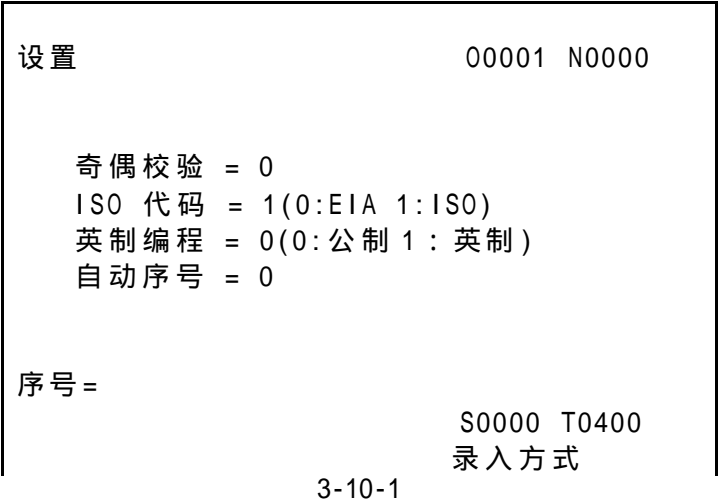 设置 O0001 N0000
奇偶校验 = 0
ISO 代码 = 1(0:EIA 1:ISO)
英制编程 = 0(0:公制 1：英制)
自动序号 = 0
序号=
S0000 T0400
录入方式
3-10-1